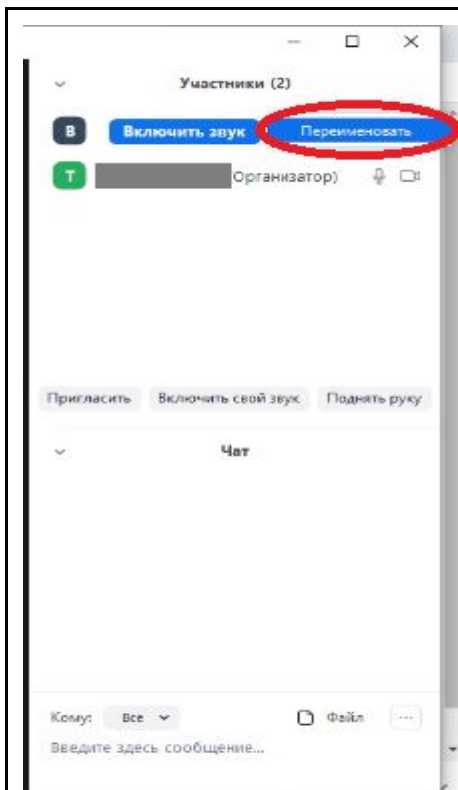 Участники (2)
В Включить звук Переименовать
Т Организатор)
Пригласить Включить свой звук Поднять руку
Чат
Кому: Все Файл ...
Введите здесь сообщение...